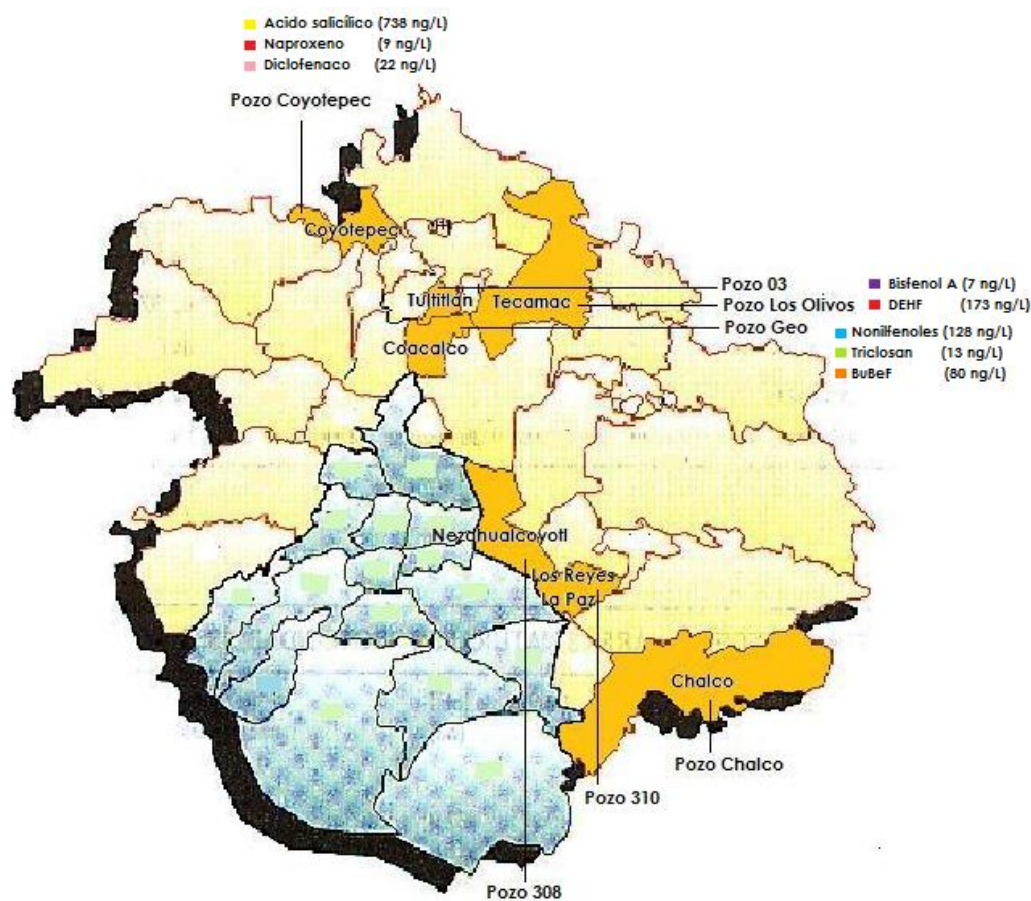 Acido salicílico (738 ng/L)
Naproxeno (9 ng/L)
Diclofenaco (22 ng/L)
Pozo Coyotepec
Coyotepec
Pozo 03
Bisfenol A (7 ng/L)
Tultitlan Tecamac
Pozo Los Olivos
DEHF (173 ng/L)
Pozo Geo
Nonilfenoles (128 ng/L)
Coacalco
Triclosan (13 ng/L)
BuBeF (80 ng/L)
Nezahualcoyotl
Los Reyes
La Paz
Chalco
Pozo Chalco
Pozo 310
Pozo 308